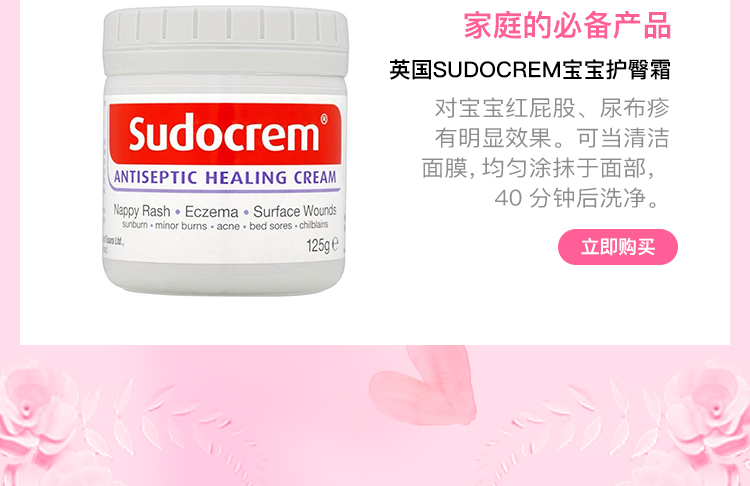 家庭的必备产品
英国SUDOCREM宝宝护臀霜
对宝宝红屁股、尿布疹
有明显效果。可当清洁
面膜，均匀涂抹于面部，
40 分钟后洗净。
立即购买
Sudocrem®
ANTISEPTIC HEALING CREAM
Nappy Rash • Eczema • Surface Wounds
sunburn • minor burns • acne • bed sores • chilblains
125g ℮